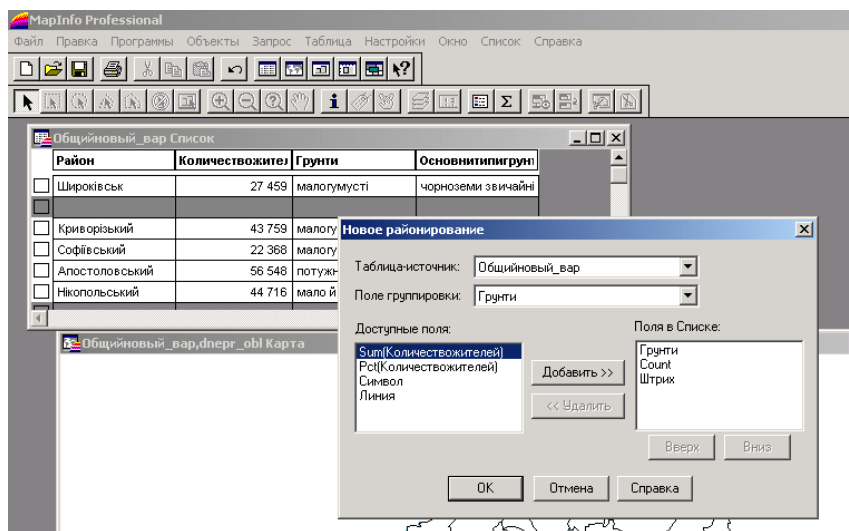 MapInfo Professional
Файл Правка Программы Объекты Запрос Таблица Настройки Окно Список Справка
Общийновый_вар Список
Район Количествожител Грунти Основнитипигрунт
Широківськ 27 459 малогумусті чорноземи звичайні
Криворізький 43 759 малогу
Софіївський 22 368 малогу
Апостоловський 56 548 потужн
Нікопольський 44 716 мало й
Общийновый_вар,dnepr_obl Карта
Новое районирование
Таблица-источник: Общийновый_вар
Поле группировки: Грунти
Доступные поля: Поля в Списке:
Sum(Количествожителей)
Pct(Количествожителей)
Символ
Линия
Добавить >>
<< Удалить
Грунти
Count
Штрих
Вверх Вниз
OK Отмена Справка